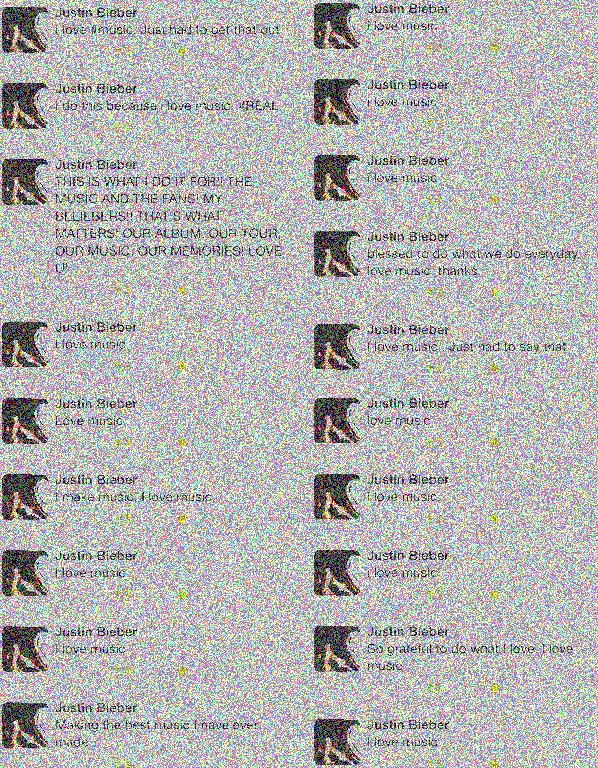 Justin Bieber
I love #music. Just had to get that out
Justin Bieber
I do this because i love music. #REAL
Justin Bieber
THIS IS WHAT I DO IT FOR!! THE
MUSIC AND THE FANS! MY
BELIEBERS!! THAT'S WHAT
MATTERS! OUR ALBUM. OUR TOUR.
OUR MUSIC. OUR MEMORIES! LOVE
U!
Justin Bieber
I love music
Justin Bieber
Love music
Justin Bieber
I make music. I love music.
Justin Bieber
I love music
Justin Bieber
I love music
Justin Bieber
Making the best music I have ever
made.
Justin Bieber
I love music.
Justin Bieber
I love music
Justin Bieber
I love music
Justin Bieber
blessed to do what we do everyday.
love music. thanks.
Justin Bieber
I love music. Just had to say that
Justin Bieber
love music
Justin Bieber
I love music.
Justin Bieber
I love music.
Justin Bieber
So grateful to do what I love. I love
music.
Justin Bieber
I love music